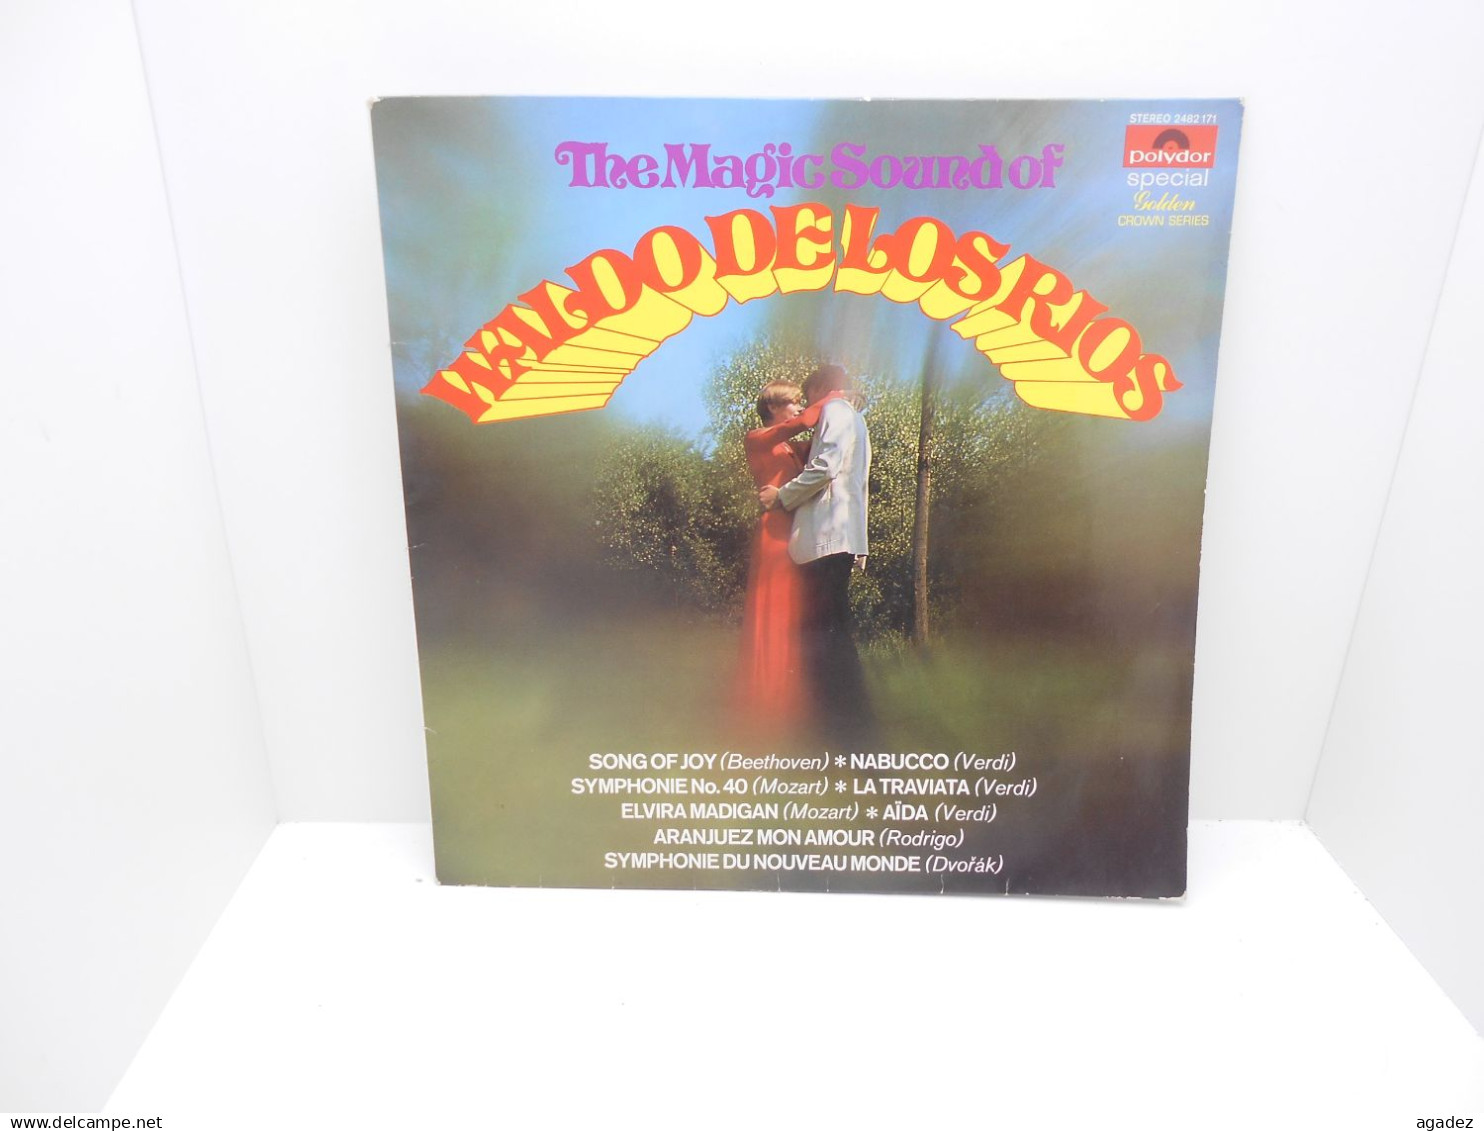 STEREO 2482 171
polydor
special
Golden
CROWN SERIES
The Magic Sound of
WALDO DE LOS RIOS
SONG OF JOY (Beethoven) * NABUCCO (Verdi)
SYMPHONIE No. 40 (Mozart) * LA TRAVIATA (Verdi)
ELVIRA MADIGAN (Mozart) * AÏDA (Verdi)
ARANJUEZ MON AMOUR (Rodrigo)
SYMPHONIE DU NOUVEAU MONDE (Dvořák)
www.delcampe.net
agadez